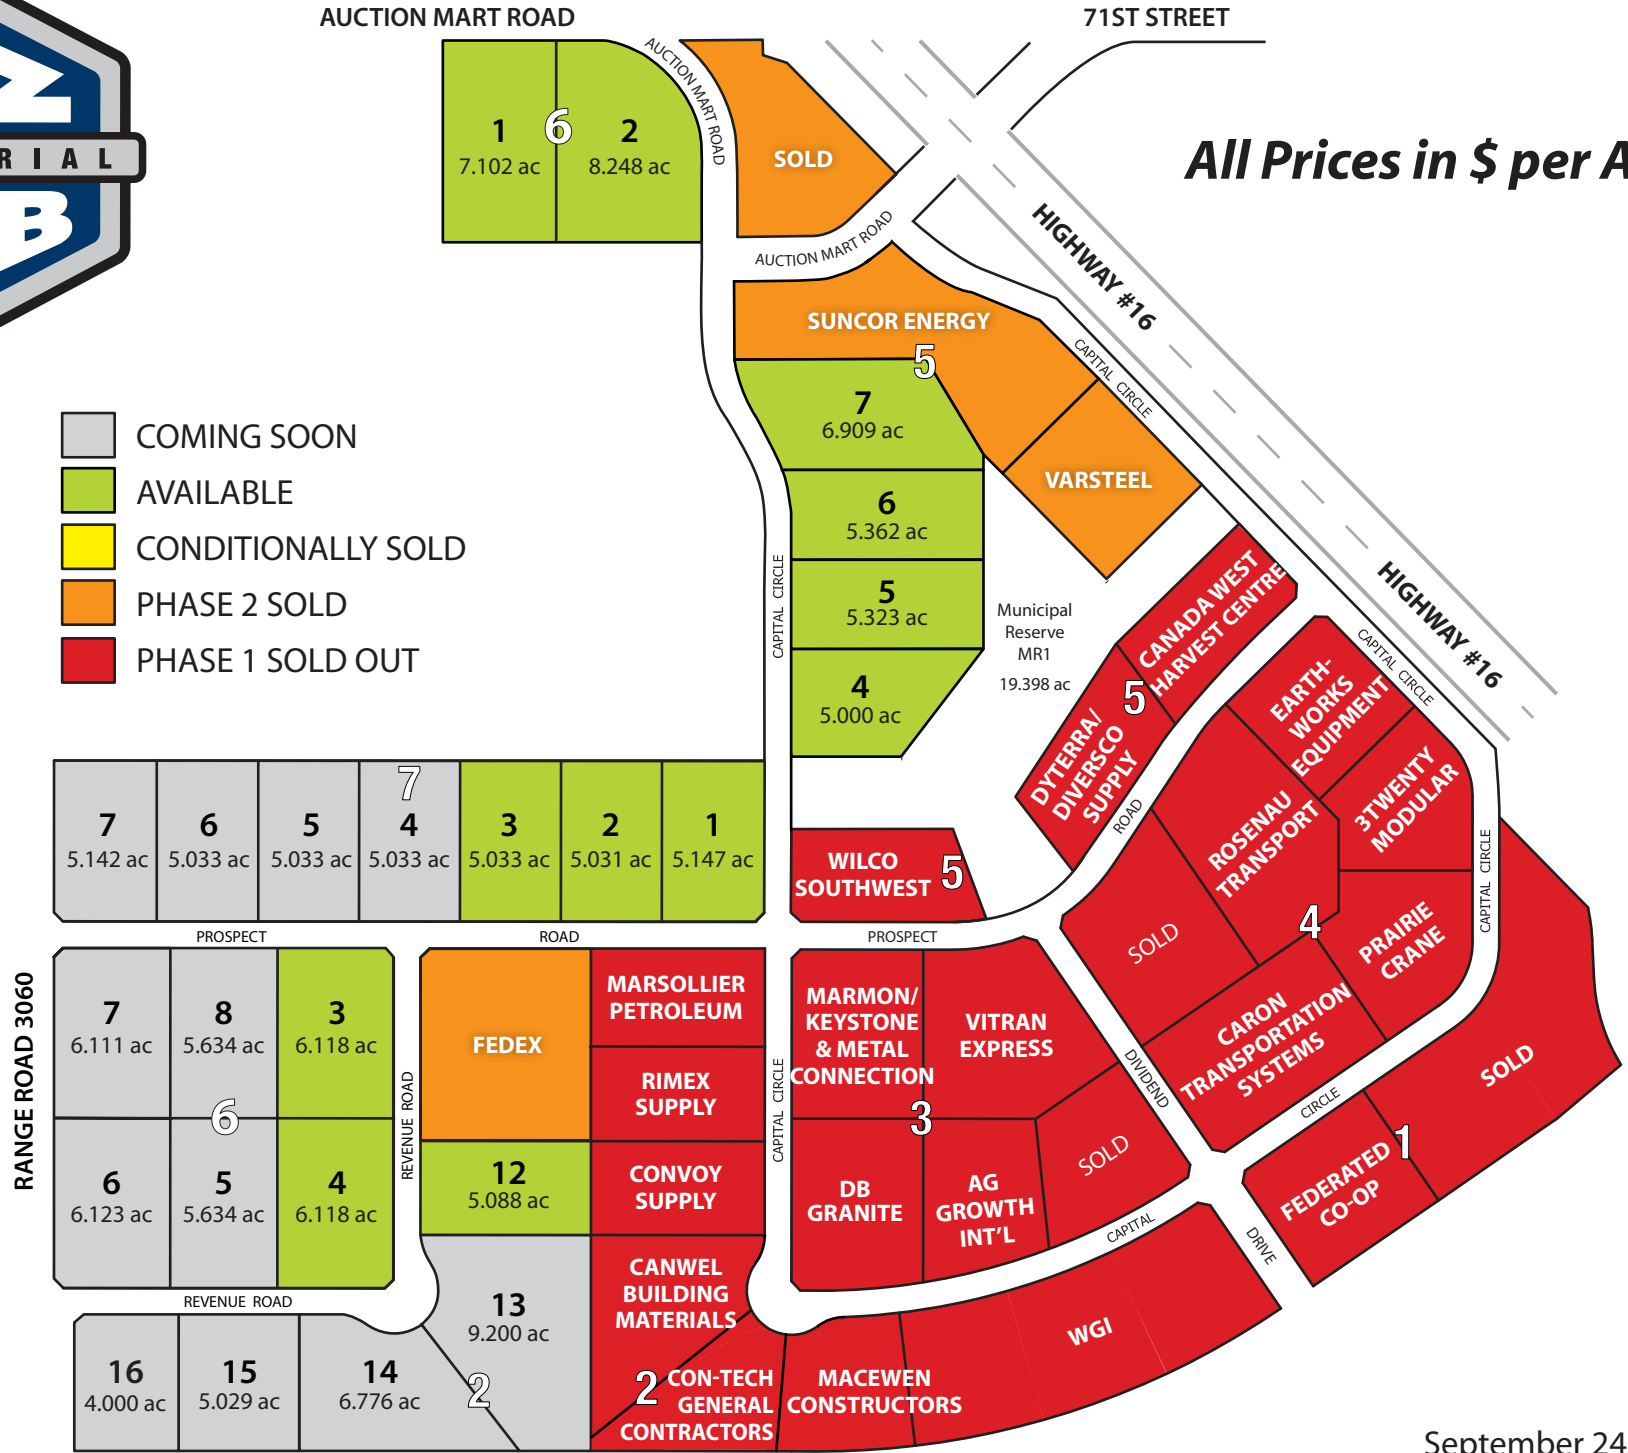 AUCTION MART ROAD
71ST STREET
AUCTION MART ROAD
RIAL
B
1
7.102 ac
6
2
8.248 ac
SOLD
All Prices in $ per A
AUCTION MART ROAD
HIGHWAY #16
SUNCOR ENERGY
5
CAPITAL CIRCLE
7
6.909 ac
VARSTEEL
6
5.362 ac
5
5.323 ac
4
5.000 ac
CAPITAL CIRCLE
Municipal
Reserve
MR1
19.398 ac
COMING SOON
AVAILABLE
CONDITIONALLY SOLD
PHASE 2 SOLD
PHASE 1 SOLD OUT
HIGHWAY #16
CANADA WEST
HARVEST CENTRE
5
DYTERRA/
DIVERSCO
SUPPLY
CAPITAL CIRCLE
EARTH-
WORKS
EQUIPMENT
3TWENTY
MODULAR
ROSENAU
TRANSPORT
ROAD
CAPITAL CIRCLE
7
7
5.142 ac
6
5.033 ac
5
5.033 ac
4
5.033 ac
3
5.033 ac
2
5.031 ac
1
5.147 ac
WILCO
SOUTHWEST
5
SOLD
4
PRAIRIE
CRANE
CARON
TRANSPORTATION
SYSTEMS
PROSPECT
ROAD
PROSPECT
RANGE ROAD 3060
7
6.111 ac
8
5.634 ac
3
6.118 ac
6
6
6.123 ac
5
5.634 ac
4
6.118 ac
REVENUE ROAD
FEDEX
MARSOLLIER
PETROLEUM
RIMEX
SUPPLY
12
5.088 ac
CONVOY
SUPPLY
CAPITAL CIRCLE
MARMON/
KEYSTONE
& METAL
CONNECTION
VITRAN
EXPRESS
3
DB
GRANITE
AG
GROWTH
INT'L
SOLD
DIVIDEND
CIRCLE
SOLD
1
FEDERATED
CO-OP
CAPITAL
DRIVE
REVENUE ROAD
16
4.000 ac
15
5.029 ac
14
6.776 ac
2
13
9.200 ac
CANWEL
BUILDING
MATERIALS
2
CON-TECH
GENERAL
CONTRACTORS
MACEWEN
CONSTRUCTORS
WGI
September 24